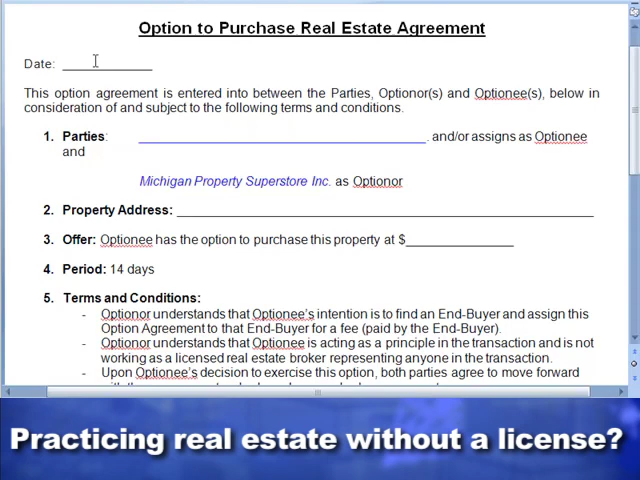 Option to Purchase Real Estate Agreement
Date: ______________
This option agreement is entered into between the Parties, Optionor(s) and Optionee(s), below in
consideration of and subject to the following terms and conditions.
1. Parties: ____________________________________________. and/or assigns as Optionee
and
Michigan Property Superstore Inc. as Optionor
2. Property Address: ________________________________________________________________
3. Offer: Optionee has the option to purchase this property at $________________
4. Period: 14 days
5. Terms and Conditions:
- Optionor understands that Optionee's intention is to find an End-Buyer and assign this
Option Agreement to that End-Buyer for a fee (paid by the End-Buyer).
- Optionor understands that Optionee is acting as a principle in the transaction and is not
working as a licensed real estate broker representing anyone in the transaction.
- Upon Optionee's decision to exercise this option, both parties agree to move forward
Practicing real estate without a license?